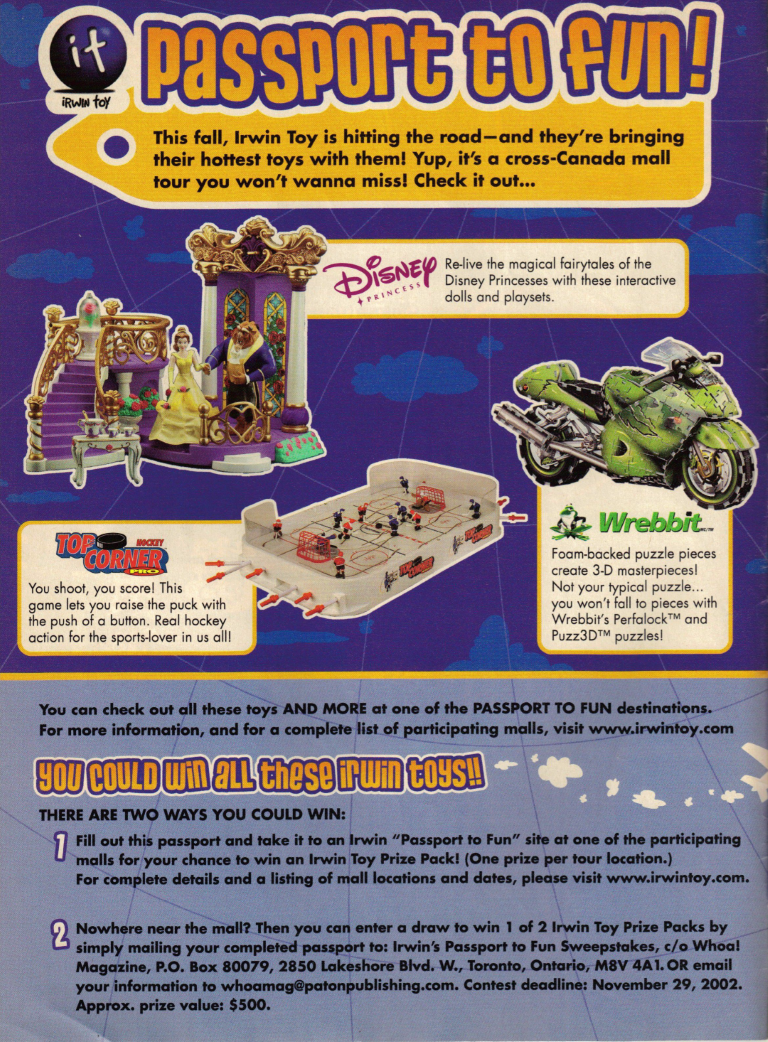 it
iRWiN toy
passport to fun!
This fall, Irwin Toy is hitting the road—and they're bringing
their hottest toys with them! Yup, it's a cross-Canada mall
tour you won't wanna miss! Check it out...
Disney
PRINCESS
Re-live the magical fairytales of the
Disney Princesses with these interactive
dolls and playsets.
TOP HOCKEY
CORNER
PRO
You shoot, you score! This
game lets you raise the puck with
the push of a button. Real hockey
action for the sports-lover in us all!
TOP
CORNER
Wrebbit INC/TM
Foam-backed puzzle pieces
create 3-D masterpieces!
Not your typical puzzle...
you won't fall to pieces with
Wrebbit's Perfalock™ and
Puzz3D™ puzzles!
You can check out all these toys AND MORE at one of the PASSPORT TO FUN destinations.
For more information, and for a complete list of participating malls, visit www.irwintoy.com
you could win all these irwin toys!!
THERE ARE TWO WAYS YOU COULD WIN:
1 Fill out this passport and take it to an Irwin "Passport to Fun" site at one of the participating
malls for your chance to win an Irwin Toy Prize Pack! (One prize per tour location.)
For complete details and a listing of mall locations and dates, please visit www.irwintoy.com.
2 Nowhere near the mall? Then you can enter a draw to win 1 of 2 Irwin Toy Prize Packs by
simply mailing your completed passport to: Irwin's Passport to Fun Sweepstakes, c/o Whoa!
Magazine, P.O. Box 80079, 2850 Lakeshore Blvd. W., Toronto, Ontario, M8V 4A1. OR email
your information to whoamag@patonpublishing.com. Contest deadline: November 29, 2002.
Approx. prize value: $500.